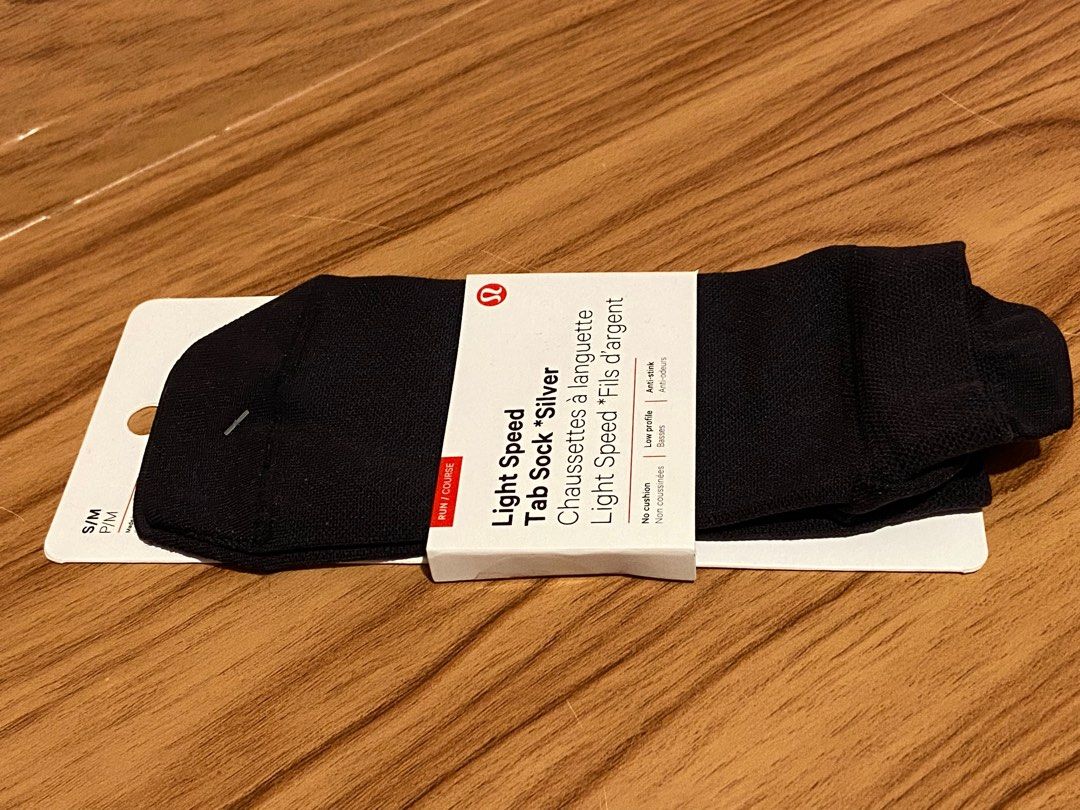 RUN / COURSE
Light Speed
Tab Sock *Silver
Chaussettes à languette
Light Speed *Fils d'argent
No cushion
Non coussinées
Low profile
Basses
Anti-stink
Anti-odeurs
S/M
P/M
Made